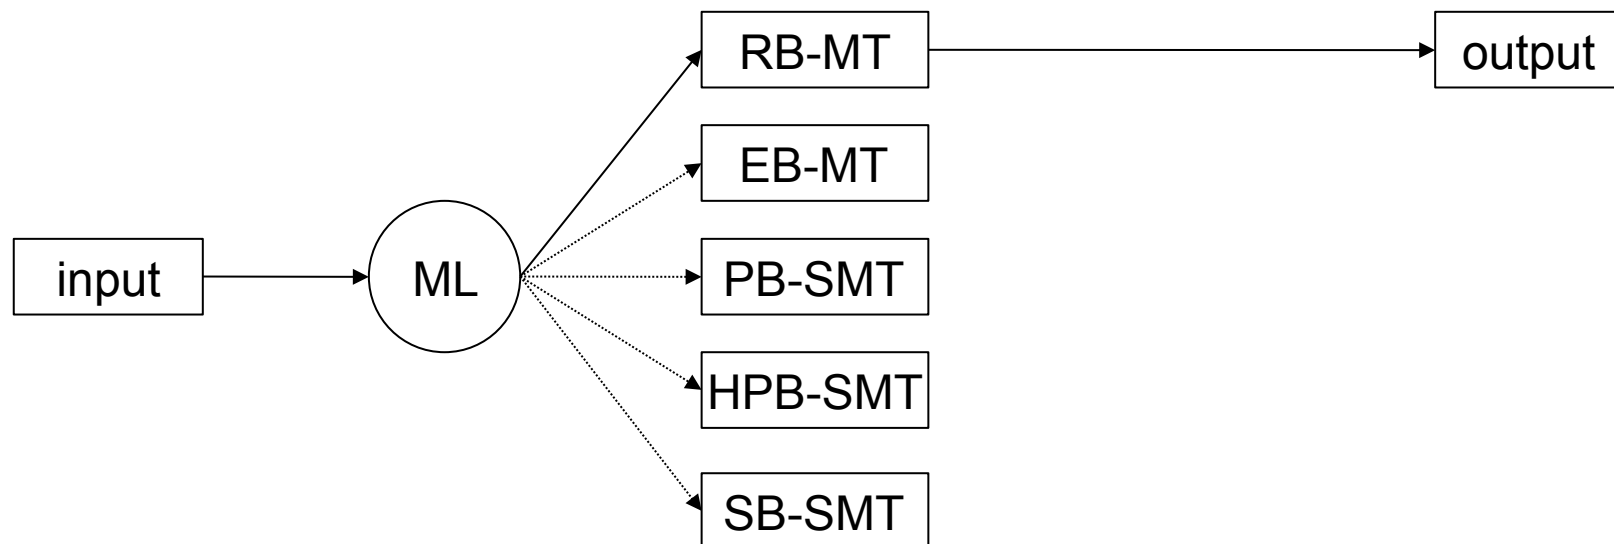 RB-MT
output
EB-MT
input
ML
PB-SMT
HPB-SMT
SB-SMT